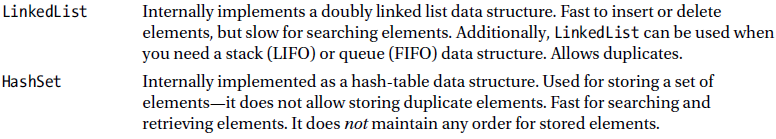 LinkedList Internally implements a doubly linked list data structure. Fast to insert or delete
elements, but slow for searching elements. Additionally, LinkedList can be used when
you need a stack (LIFO) or queue (FIFO) data structure. Allows duplicates.
HashSet Internally implemented as a hash-table data structure. Used for storing a set of
elements—it does not allow storing duplicate elements. Fast for searching and
retrieving elements. It does not maintain any order for stored elements.